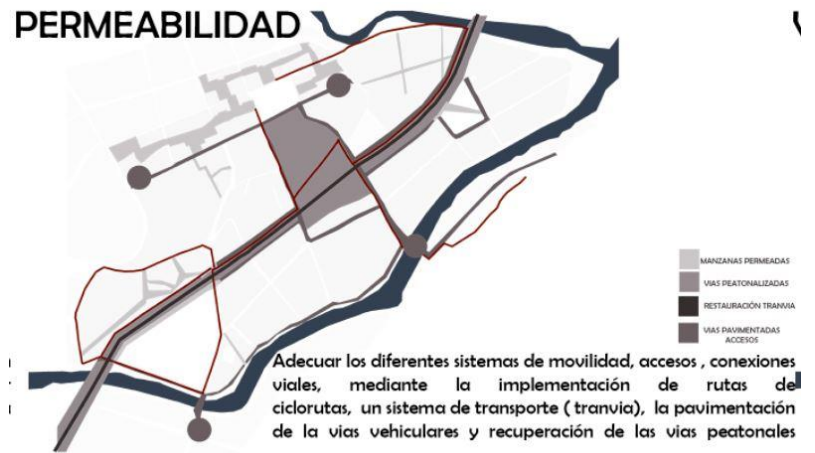 PERMEABILIDAD
MANZANAS PERMEADAS
VIAS PEATONALIZADAS
RESTAURACIÓN TRANVIA
VIAS PAVIMENTADAS
ACCESOS
Adecuar los diferentes sistemas de movilidad, accesos , conexiones
viales, mediante la implementación de rutas de
ciclorutas, un sistema de transporte ( tranvia), la pavimentación
de la vias vehiculares y recuperación de las vias peatonales